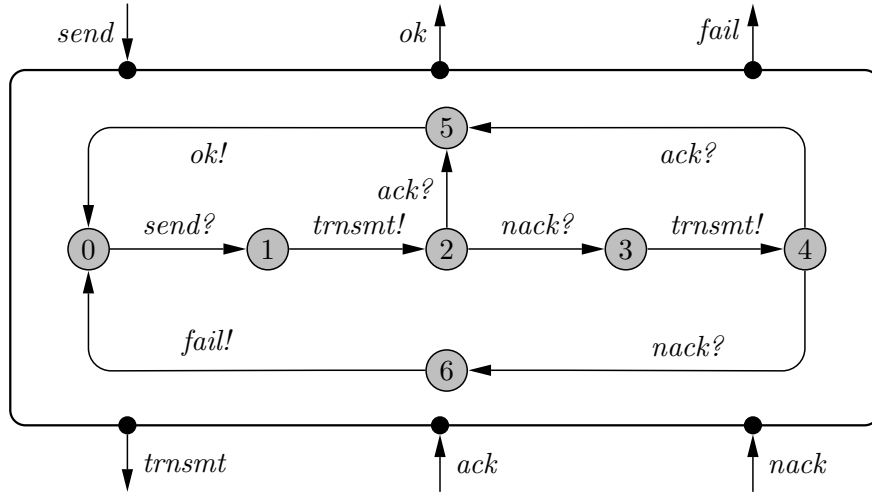 send ok fail
5
ok! ack?
ack?
0 send? 1 trnsmt! 2 nack? 3 trnsmt! 4
fail! nack?
6
trnsmt ack nack